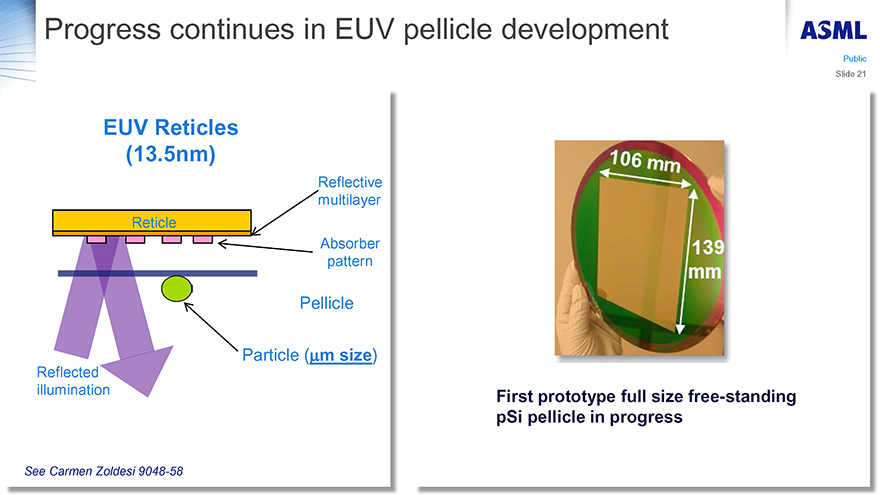 Progress continues in EUV pellicle development
ASML
Public
Slide 21
EUV Reticles
(13.5nm)
Reflective
multilayer
Reticle
Absorber
pattern
Pellicle
Particle (μm size)
Reflected
illumination
See Carmen Zoldesi 9048-58
106 mm
139
mm
First prototype full size free-standing
pSi pellicle in progress